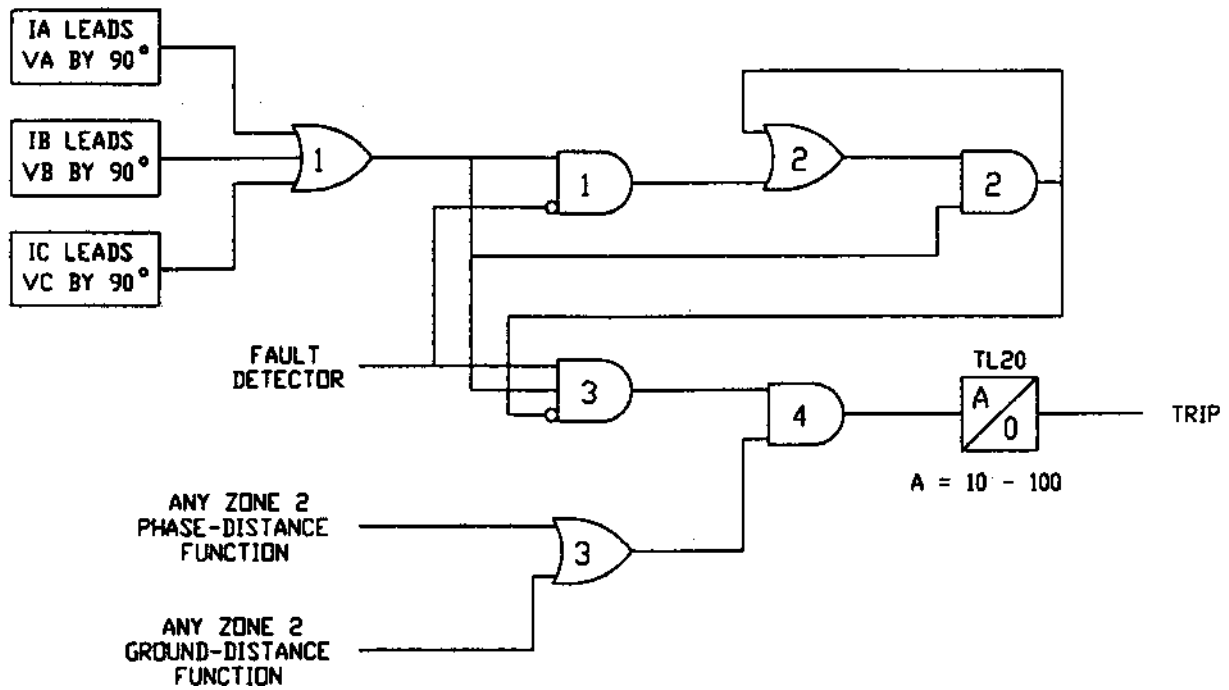 IA LEADS
VA BY 90°
IB LEADS
VB BY 90°
IC LEADS
VC BY 90°
1
1
2
2
FAULT
DETECTOR
3
4
TL20
A
0
TRIP
A = 10 - 100
ANY ZONE 2
PHASE-DISTANCE
FUNCTION
3
ANY ZONE 2
GROUND-DISTANCE
FUNCTION